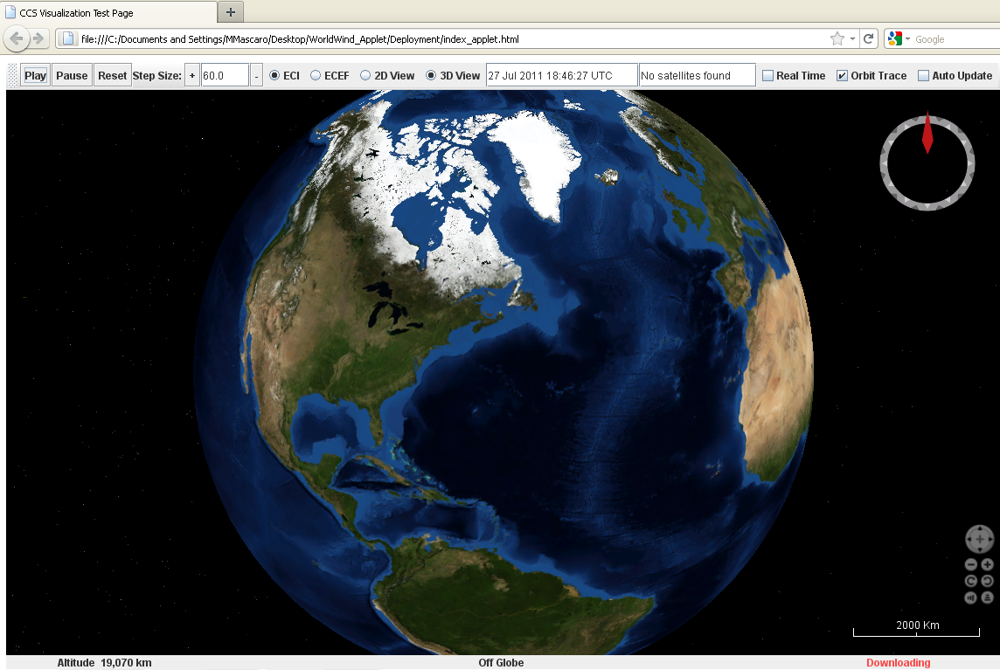 CCS Visualization Test Page
file:///C:/Documents and Settings/MMascaro/Desktop/WorldWind_Applet/Deployment/index_applet.html
Google
Play Pause Reset Step Size: + 60.0 - ECI ECEF 2D View 3D View 27 Jul 2011 18:46:27 UTC No satellites found Real Time Orbit Trace Auto Update
2000 Km
Altitude 19,070 km Off Globe Downloading